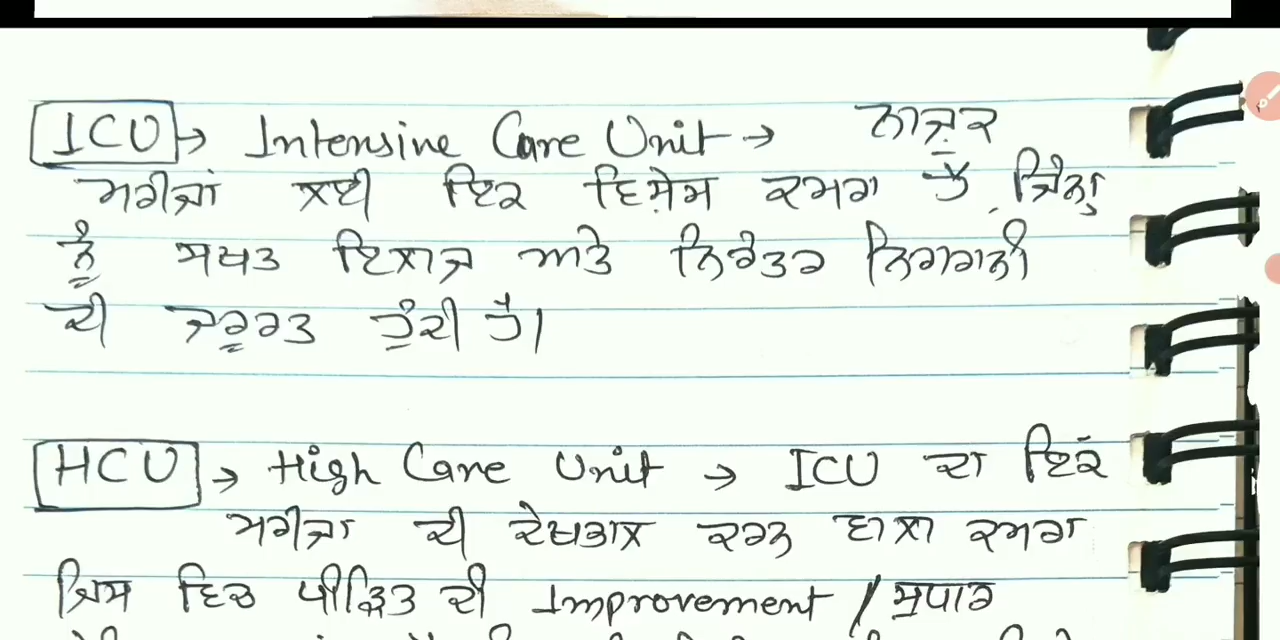 ICU → Intensive Care Unit → ਨਾਜ਼ੁਕ
ਮਰੀਜਾਂ ਲਈ ਇਕ ਵਿਸ਼ੇਸ ਕਮਰਾ ਹੈ, ਜਿੰਨ੍ਹਾ
ਨੂੰ ਸਖਤ ਇਲਾਜ ਅਤੇ ਨਿਰੰਤਰ ਨਿਗਰਾਨੀ
ਦੀ ਜਰੂਰਤ ਹੁੰਦੀ ਹੈ।
HCU → High Care Unit → ICU ਦਾ ਇੱਕ
ਮਰੀਜਾ ਦੀ ਦੇਖਭਾਲ ਕਰਨ ਵਾਲਾ ਕਮਰਾ
ਜਿਸ ਵਿਚ ਪੀੜਿਤ ਦੀ Improvement / ਸੁਧਾਰ